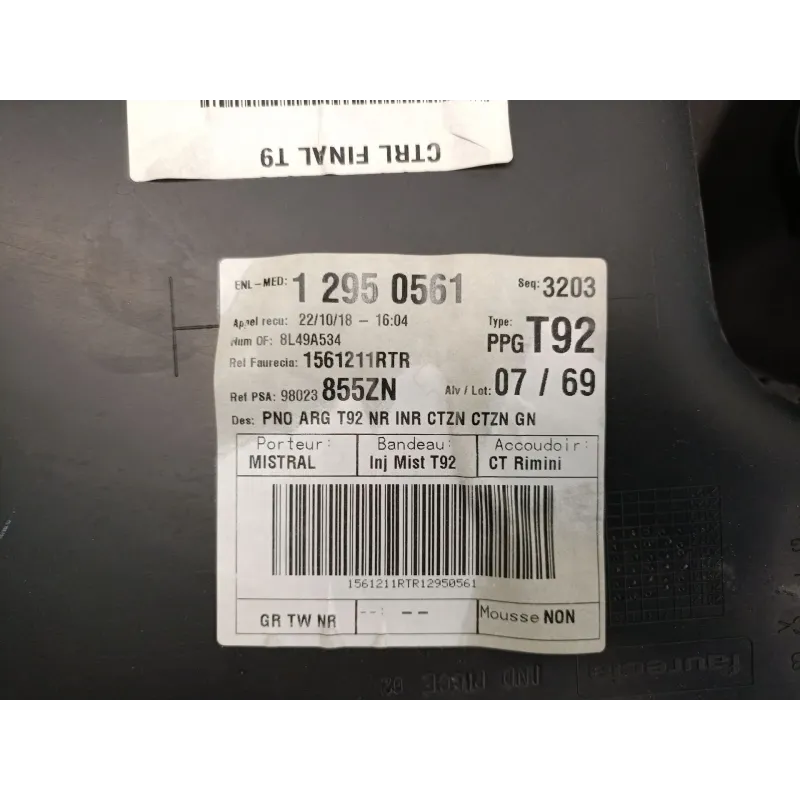 CTRL FINAL T9
ENL-MED: 1 295 0561 Seq: 3203
Appel recu: 22/10/18 - 16:04 Type:
PPG T92
Num OF: 8L49A534
Ref Faurecia: 1561211RTR
Ref PSA: 98023 855ZN Alv / Lot: 07 / 69
Des: PNO ARG T92 NR INR CTZN CTZN GN
Porteur: Bandeau: Accoudoir:
MISTRAL Inj Mist T92 CT Rimini
1561211RTR12950561
GR TW NR --: -- Mousse NON
faurecia